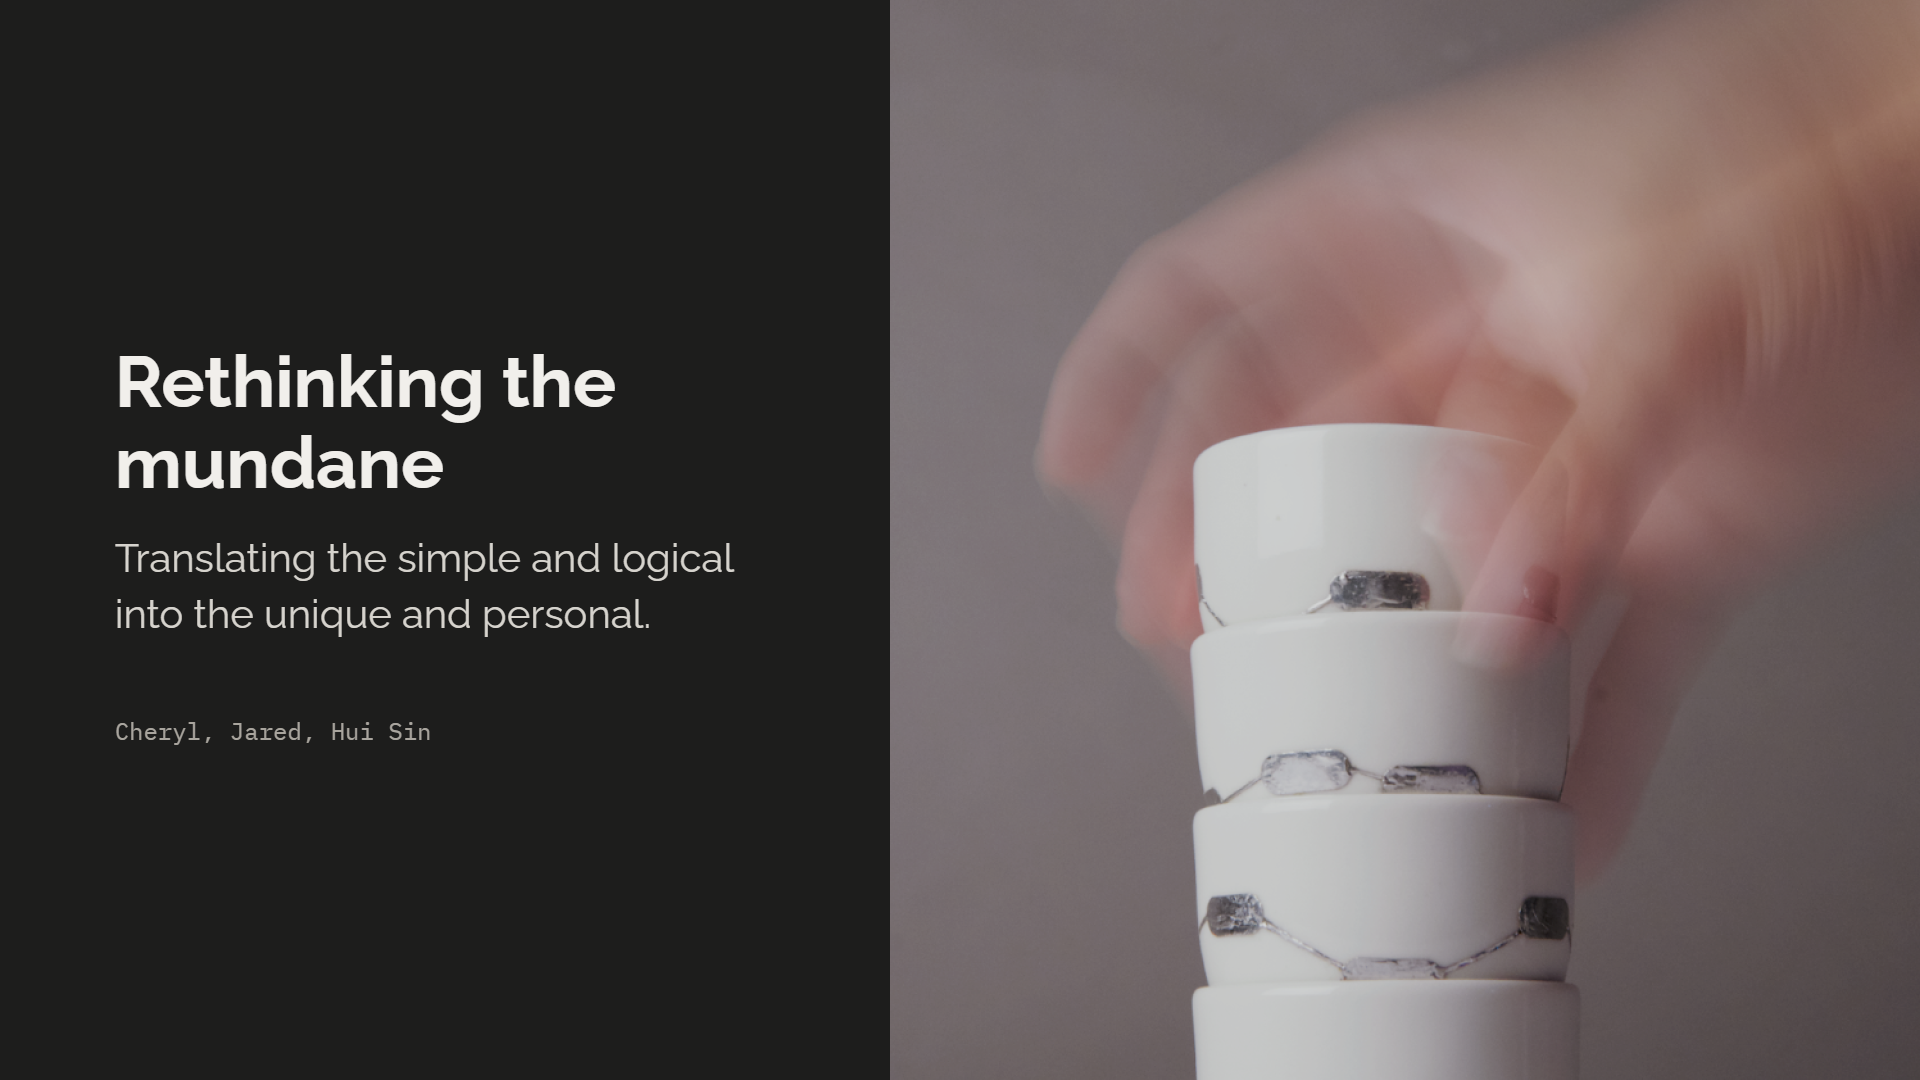 Rethinking the
mundane
Translating the simple and logical
into the unique and personal.
Cheryl, Jared, Hui Sin